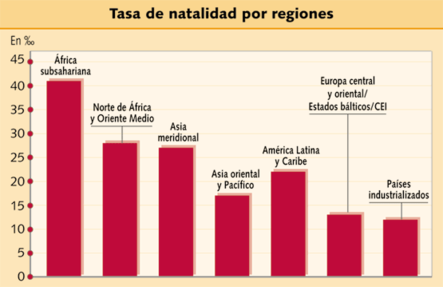 Tasa de natalidad por regiones
En ‰
45
40
35
30
25
20
15
10
5
0
África
subsahariana
Norte de África
y Oriente Medio
Asia
meridional
Asia oriental
y Pacífico
América Latina
y Caribe
Europa central
y oriental/
Estados bálticos/CEI
Países
industrializados